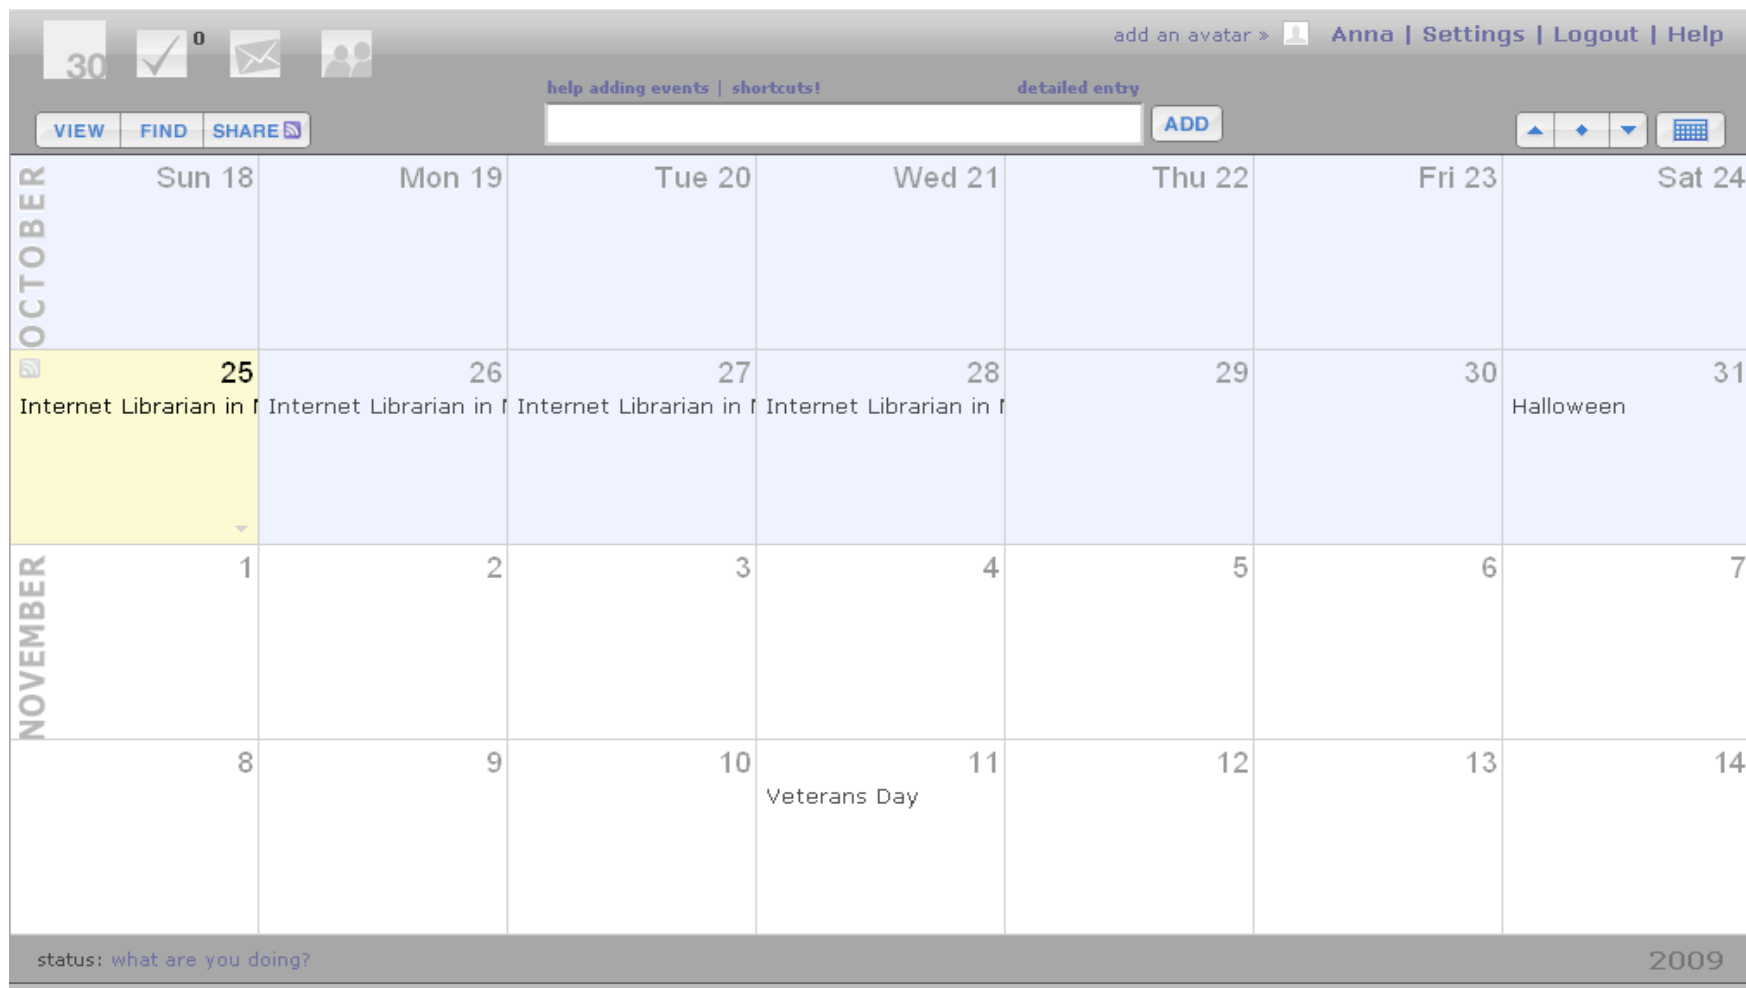 30
0
add an avatar »
Anna | Settings | Logout | Help
help adding events | shortcuts!
detailed entry
VIEW FIND SHARE
ADD
OCTOBER
Sun 18 Mon 19 Tue 20 Wed 21 Thu 22 Fri 23 Sat 24
25 26 27 28 29 30 31
Internet Librarian in Internet Librarian in Internet Librarian in Internet Librarian in Halloween
NOVEMBER
1 2 3 4 5 6 7
8 9 10 11 12 13 14
Veterans Day
status: what are you doing?
2009